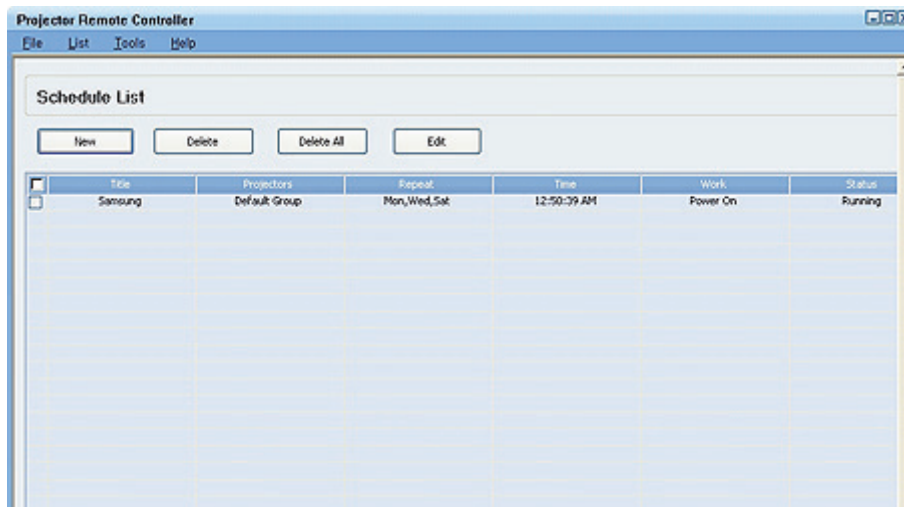 Projector Remote Controller
File List Tools Help
Schedule List
New Delete Delete All Edit
Title Projectors Repeat Time Work Status
Samsung Default Group Mon,Wed,Sat 12:50:39 AM Power On Running